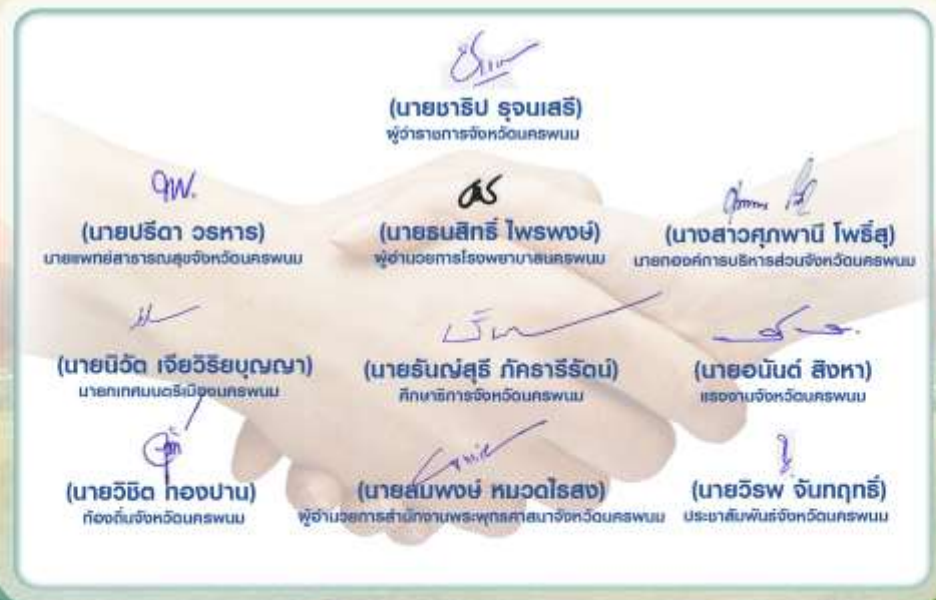 (นายชาธิป รุจนเสรี)
ผู้ว่าราชการจังหวัดนครพนม
(นายปรีดา วรหาร)
นายแพทย์สาธารณสุขจังหวัดนครพนม
(นายธนสิทธิ์ ไพรพงษ์)
ผู้อำนวยการโรงพยาบาลนครพนม
(นางสาวศุภพานี โพธิ์สุ)
นายกองค์การบริหารส่วนจังหวัดนครพนม
(นายนิวัต เจียวิริยบุญญา)
นายกเทศมนตรีเมืองนครพนม
(นายรันญ์สุรี ภัคธารีรัตน์)
ศึกษาธิการจังหวัดนครพนม
(นายอนันต์ สิงหา)
แรงงานจังหวัดนครพนม
(นายวิชิต ทองปาน)
ท้องถิ่นจังหวัดนครพนม
(นายสมพงษ์ หมวดไธสง)
ผู้อำนวยการสำนักงานพระพุทธศาสนาจังหวัดนครพนม
(นายวิรพ จันทฤทธิ์)
ประชาสัมพันธ์จังหวัดนครพนม